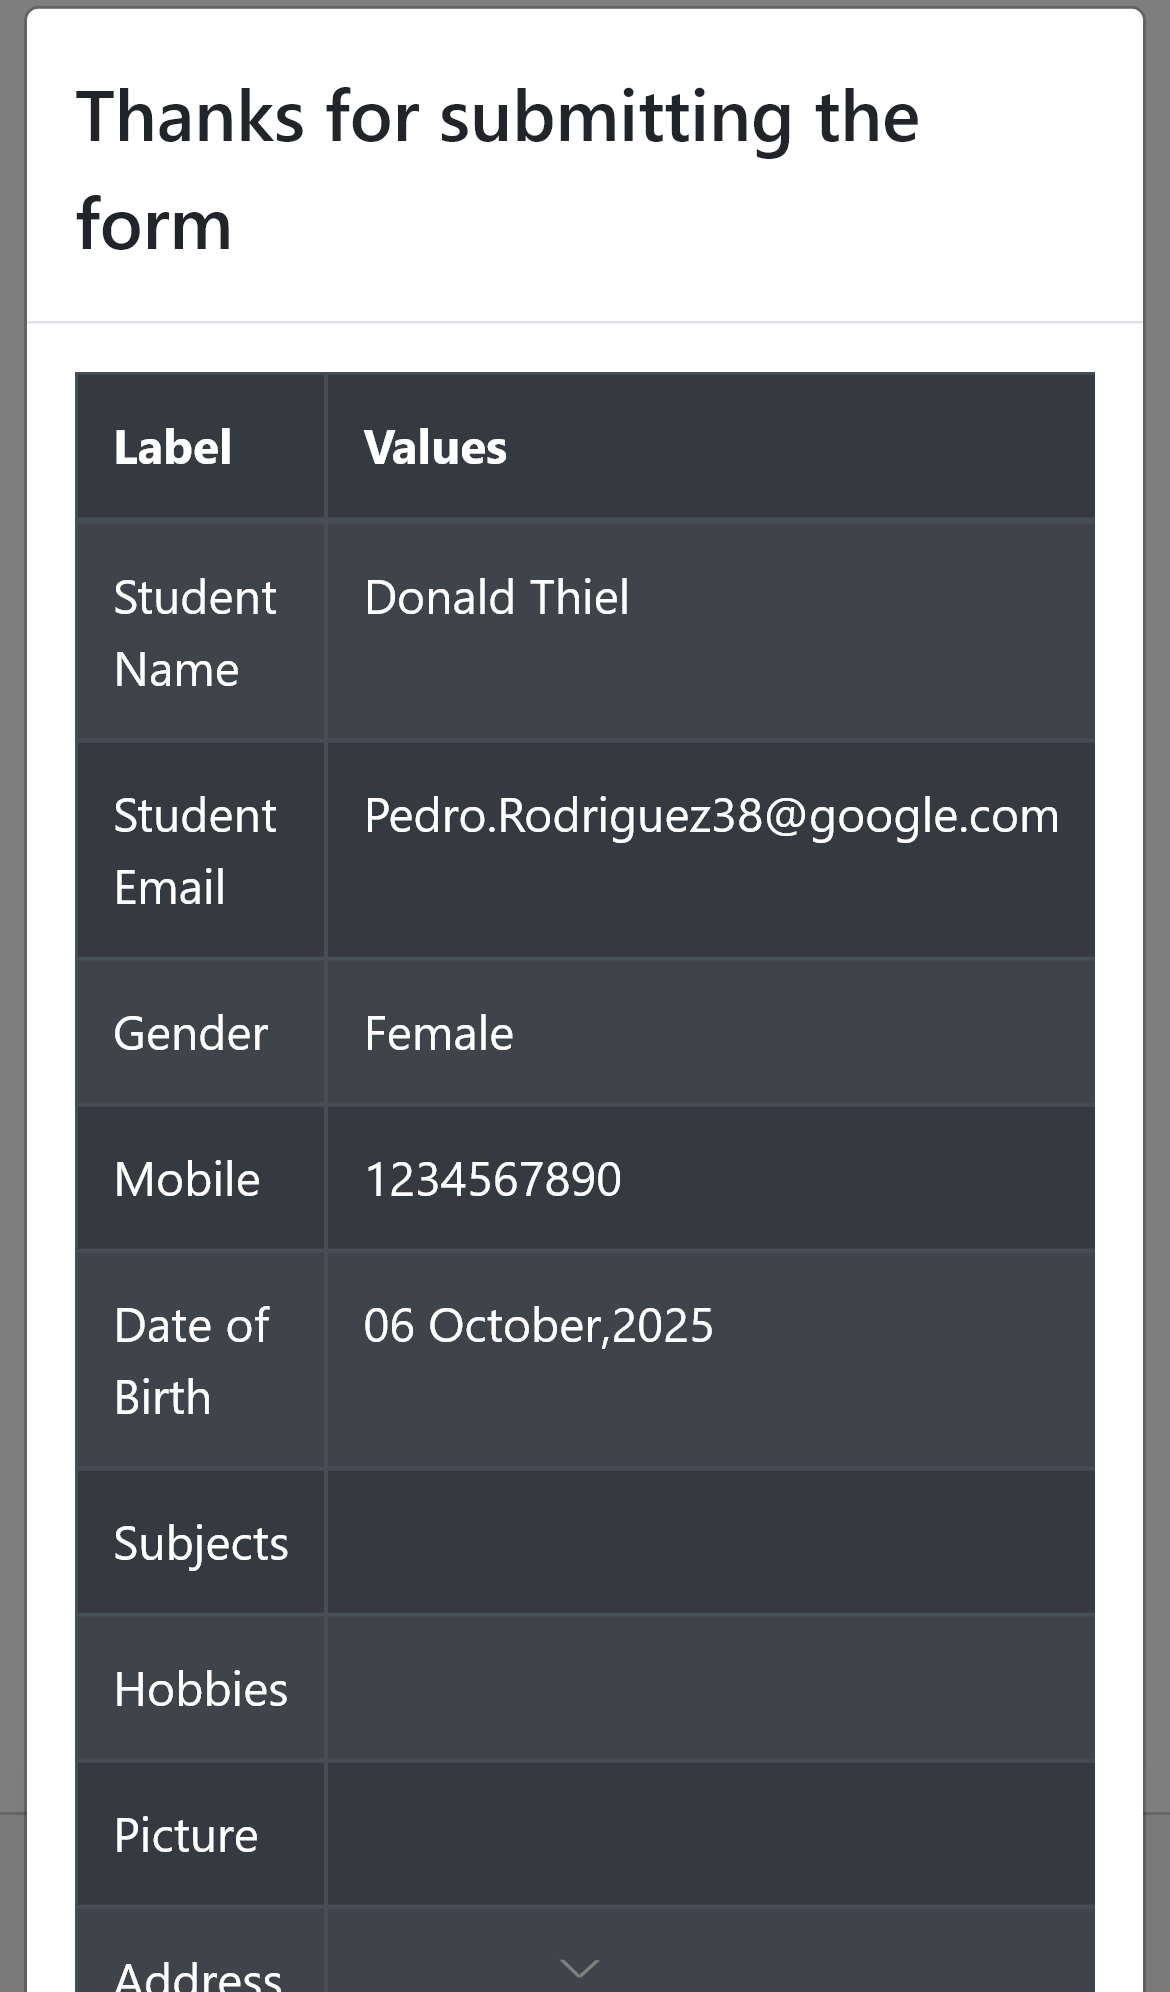 Thanks for submitting the
form
Label Values
Student Donald Thiel
Name
Student Pedro.Rodriguez38@google.com
Email
Gender Female
Mobile 1234567890
Date of 06 October,2025
Birth
Subjects
Hobbies
Picture
Address